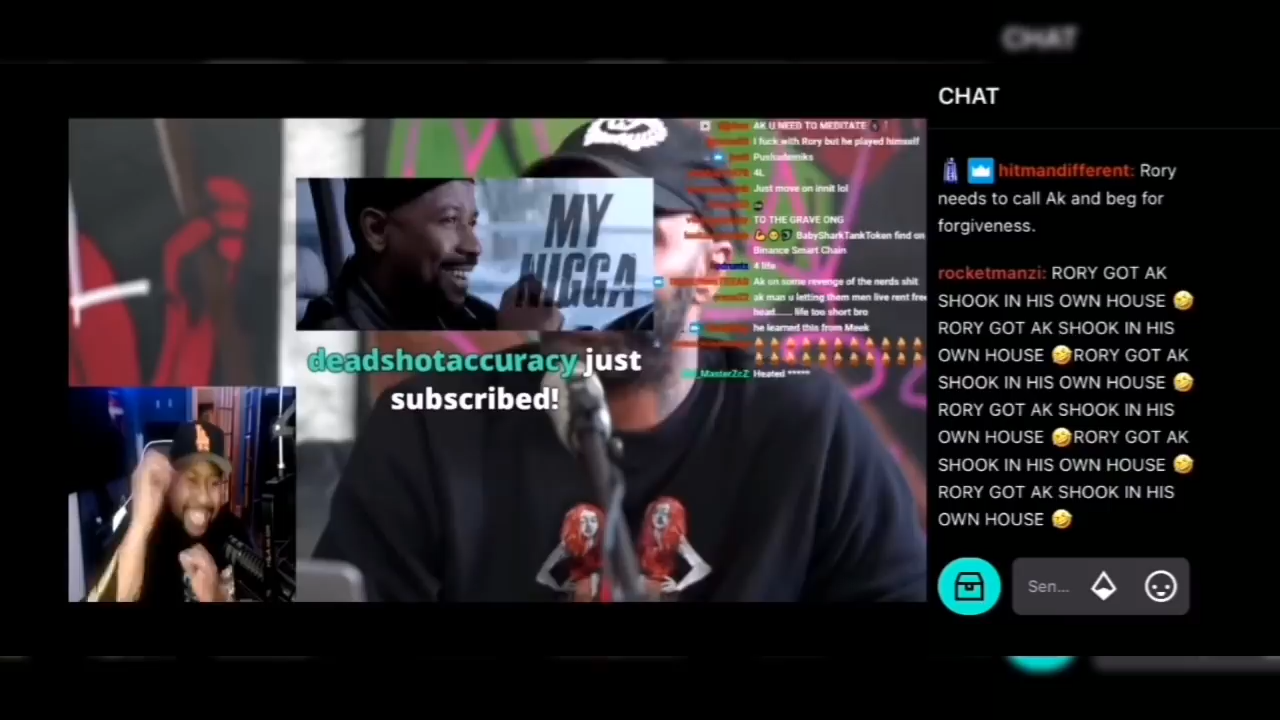 CHAT
CHAT
hitmandifferent: Rory
needs to call Ak and beg for
forgiveness.
rocketmanzi: RORY GOT AK
SHOOK IN HIS OWN HOUSE 🤣
RORY GOT AK SHOOK IN HIS
OWN HOUSE 🤣RORY GOT AK
SHOOK IN HIS OWN HOUSE 🤣
RORY GOT AK SHOOK IN HIS
OWN HOUSE 🤣RORY GOT AK
SHOOK IN HIS OWN HOUSE 🤣
RORY GOT AK SHOOK IN HIS
OWN HOUSE 🤣
Sen...
MY
NIGGA
deadshotaccuracy just
subscribed!
AK U NEED TO MEDITATE
I fuck with Rory but he played himself
Pushademiks
4L
Just move on innit lol
TO THE GRAVE ONG
BabySharkTankToken find on
Binance Smart Chain
4 life
Ak on some revenge of the nerds shit
ak man u letting them men live rent free
head...... life too short bro
he learned this from Meek
Heated *****